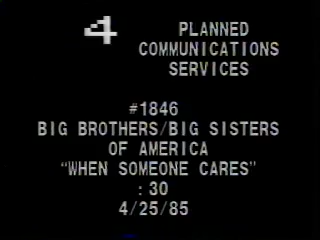 4
PLANNED
COMMUNICATIONS
SERVICES
#1846
BIG BROTHERS/BIG SISTERS
OF AMERICA
“WHEN SOMEONE CARES”
:30
4/25/85